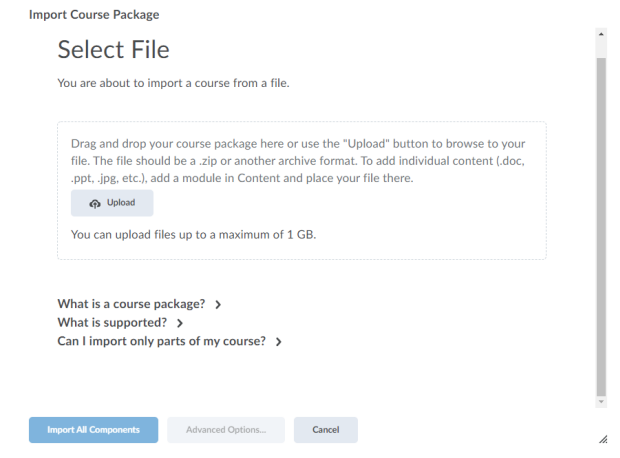 Import Course Package
Select File
You are about to import a course from a file.
Drag and drop your course package here or use the "Upload" button to browse to your
file. The file should be a .zip or another archive format. To add individual content (.doc,
.ppt, .jpg, etc.), add a module in Content and place your file there.
Upload
You can upload files up to a maximum of 1 GB.
What is a course package?
What is supported?
Can I import only parts of my course?
Import All Components
Advanced Options...
Cancel